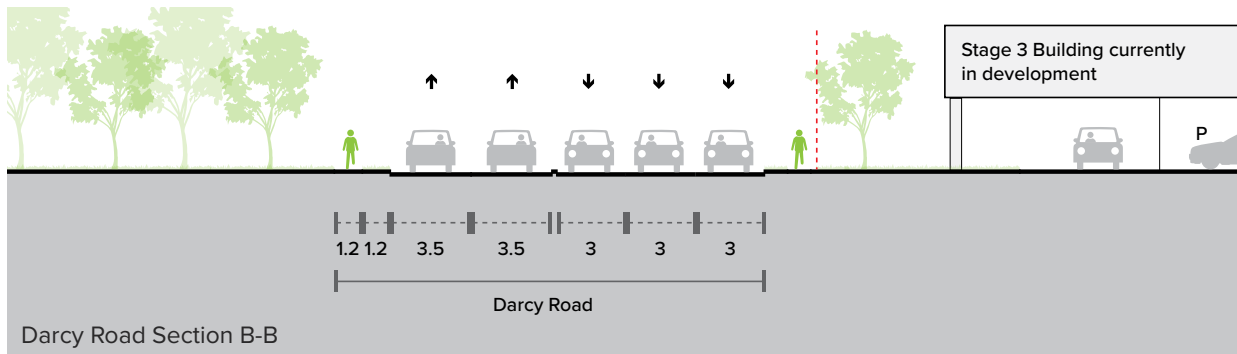 Stage 3 Building currently
in development
P
1.2 1.2 3.5 3.5 3 3 3
Darcy Road
Darcy Road Section B-B